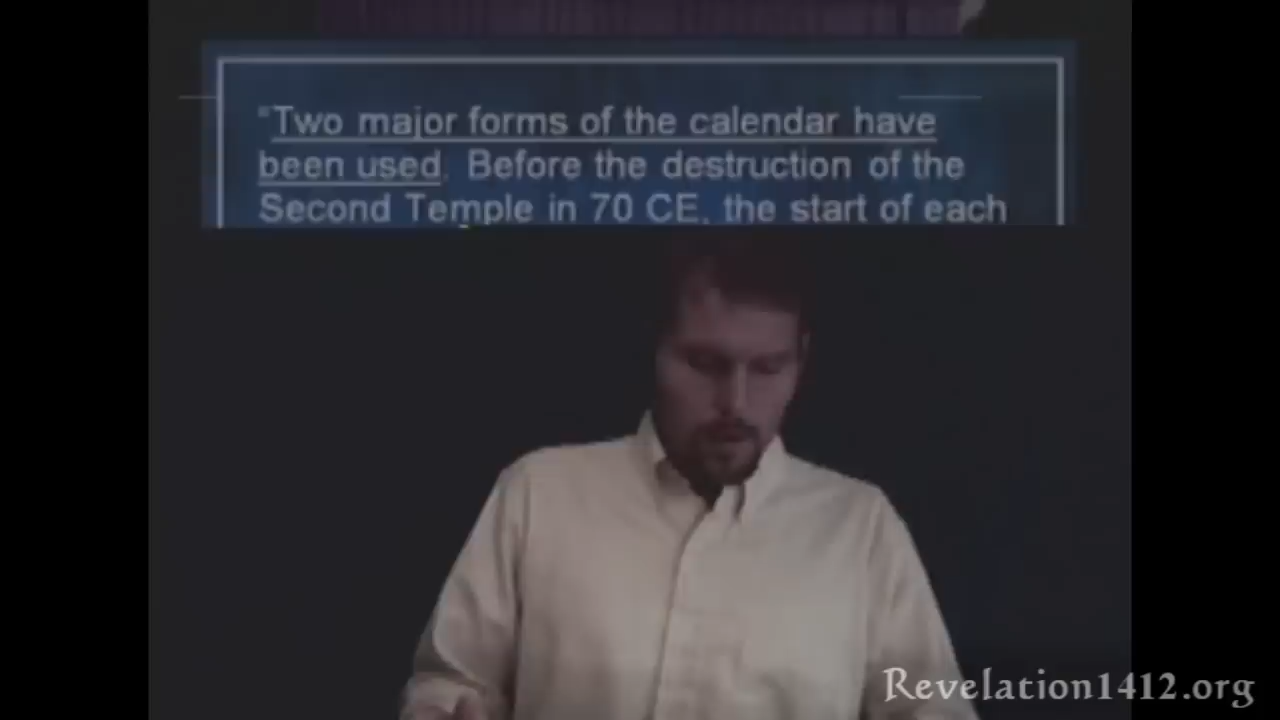 "Two major forms of the calendar have
been used. Before the destruction of the
Second Temple in 70 CE, the start of each
Revelation1412.org